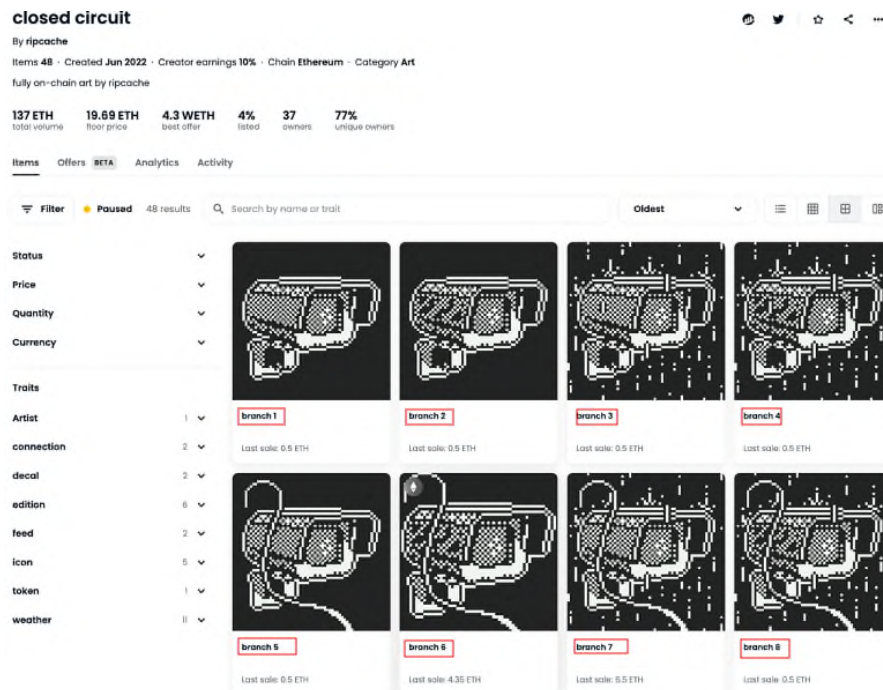 closed circuit
By ripcache
Items 48 · Created Jun 2022 · Creator earnings 10% · Chain Ethereum · Category Art
fully on-chain art by ripcache
137 ETH 19.69 ETH 4.3 WETH 4% 37 77%
total volume floor price best offer listed owners unique owners
Items Offers BETA Analytics Activity
Filter Paused 48 results Search by name or trait Oldest
Status
Price
Quantity
Currency
Traits
Artist 1
connection 2
decal 2
edition 6
feed 2
icon 5
token 1
weather 11
branch 1 branch 2 branch 3 branch 4
Last sale: 0.5 ETH Last sale: 0.5 ETH Last sale: 0.5 ETH Last sale: 0.5 ETH
branch 5 branch 6 branch 7 branch 8
Last sale: 0.5 ETH Last sale: 4.35 ETH Last sale: 5.5 ETH Last sale: 0.5 ETH